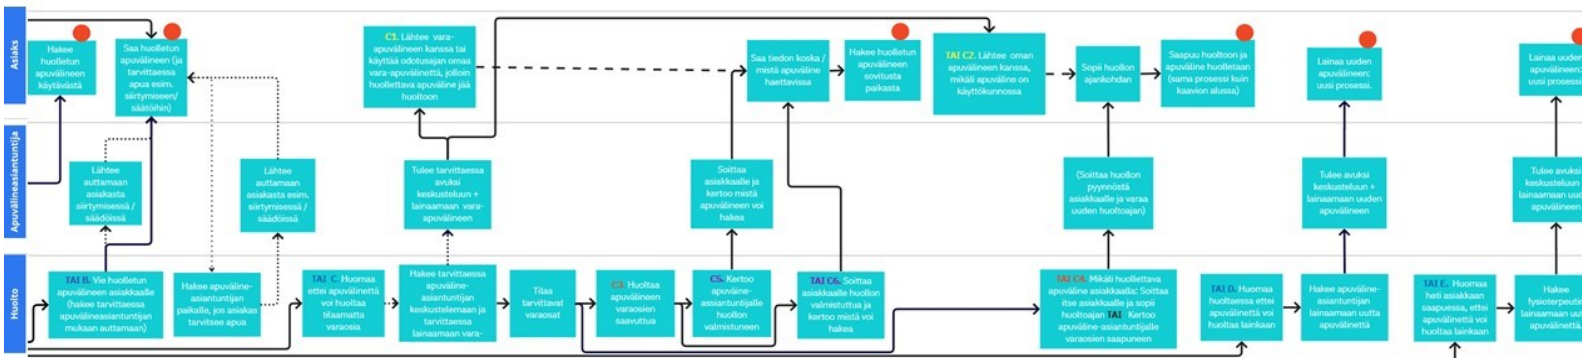 Asiaks
Hakee
huolletun
apuvälineen
käytävästä
Saa huolletun
apuvälineen (ja
tarvittaessa
apua esim.
siirtymiseen/
säätöihin)
C1. Lähtee vara-
apuvälineen kanssa tai
käyttää odotusajan omaa
vara-apuvälinettä, jolloin
huollettava apuväline jää
huoltoon
Saa tiedon koska /
mistä apuväline
haettavissa
Hakee huolletun
apuvälineen
sovitusta
paikasta
TAI C2. Lähtee oman
apuvälineen kanssa,
mikäli apuväline on
käyttökunnossa
Sopii huollon
ajankohdan
Saapuu huoltoon ja
apuväline huolletaan
(sama prosessi kuin
kaavion alussa)
Lainaa uuden
apuvälineen:
uusi prosessi.
Lainaa uuden
apuvälineen:
uusi prosessi.
Apuvälineasiantuntija
Lähtee
auttamaan
asiakasta
siirtymisessä /
säädöissä
Lähtee
auttamaan
asiakasta esim.
siirtymisessä /
säädöissä
Tulee tarvittaessa
avuksi
keskusteluun +
lainaamaan vara-
apuvälineen
Soittaa
asiakkaalle ja
kertoo mistä
apuvälineen voi
hakea
(Soittaa huollon
pyynnöstä
asiakkaalle ja varaa
uuden huoltoajan)
Tulee avuksi
keskusteluun +
lainaamaan uuden
apuvälineen
Tulee avuksi
keskusteluun
lainaamaan uuden
apuvälineen
Huolto
TAI B. Vie huolletun
apuvälineen asiakkaalle
(hakee tarvittaessa
apuvälineasiantuntijan
mukaan auttamaan)
Hakee apuväline-
asiantuntijan
paikalle, jos asiakas
tarvitsee apua
TAI C. Huomaa
ettei apuvälinettä
voi huoltaa
tilaamatta
varaosia
Hakee tarvittaessa
apuväline-
asiantuntijan
keskustelemaan ja
tarvittaessa
lainaamaan vara-
Tilaa
tarvittavat
varaosat
C3. Huoltaa
apuvälineen
varaosien
saavuttua
C5. Kertoo
apuväline-
assiantuntijalle
huollon
valmistuneen
TAI C6. Soittaa
asiakkaalle huollon
valmistuttua ja
kertoo mistä voi
hakea
TAI C4. Mikäli huollettava
apuväline asiakkaalla: Soittaa
itse asiakkaalle ja sopii
huoltoajan TAI Kertoo
apuväline-asiantuntijalle
varaosien saapuneen
TAI D. Huomaa
huoltaessa ettei
apuvälinettä voi
huoltaa lainkaan
Hakee apuväline-
asiantuntijan
lainaamaan uutta
apuvälinettä
TAI E. Huomaa
heti asiakkaan
saapuessa, ettei
apuvälinettä voi
huoltaa lainkaan
Hakee
fysioterpeutin
lainaamaan uutta
apuvälinettä.